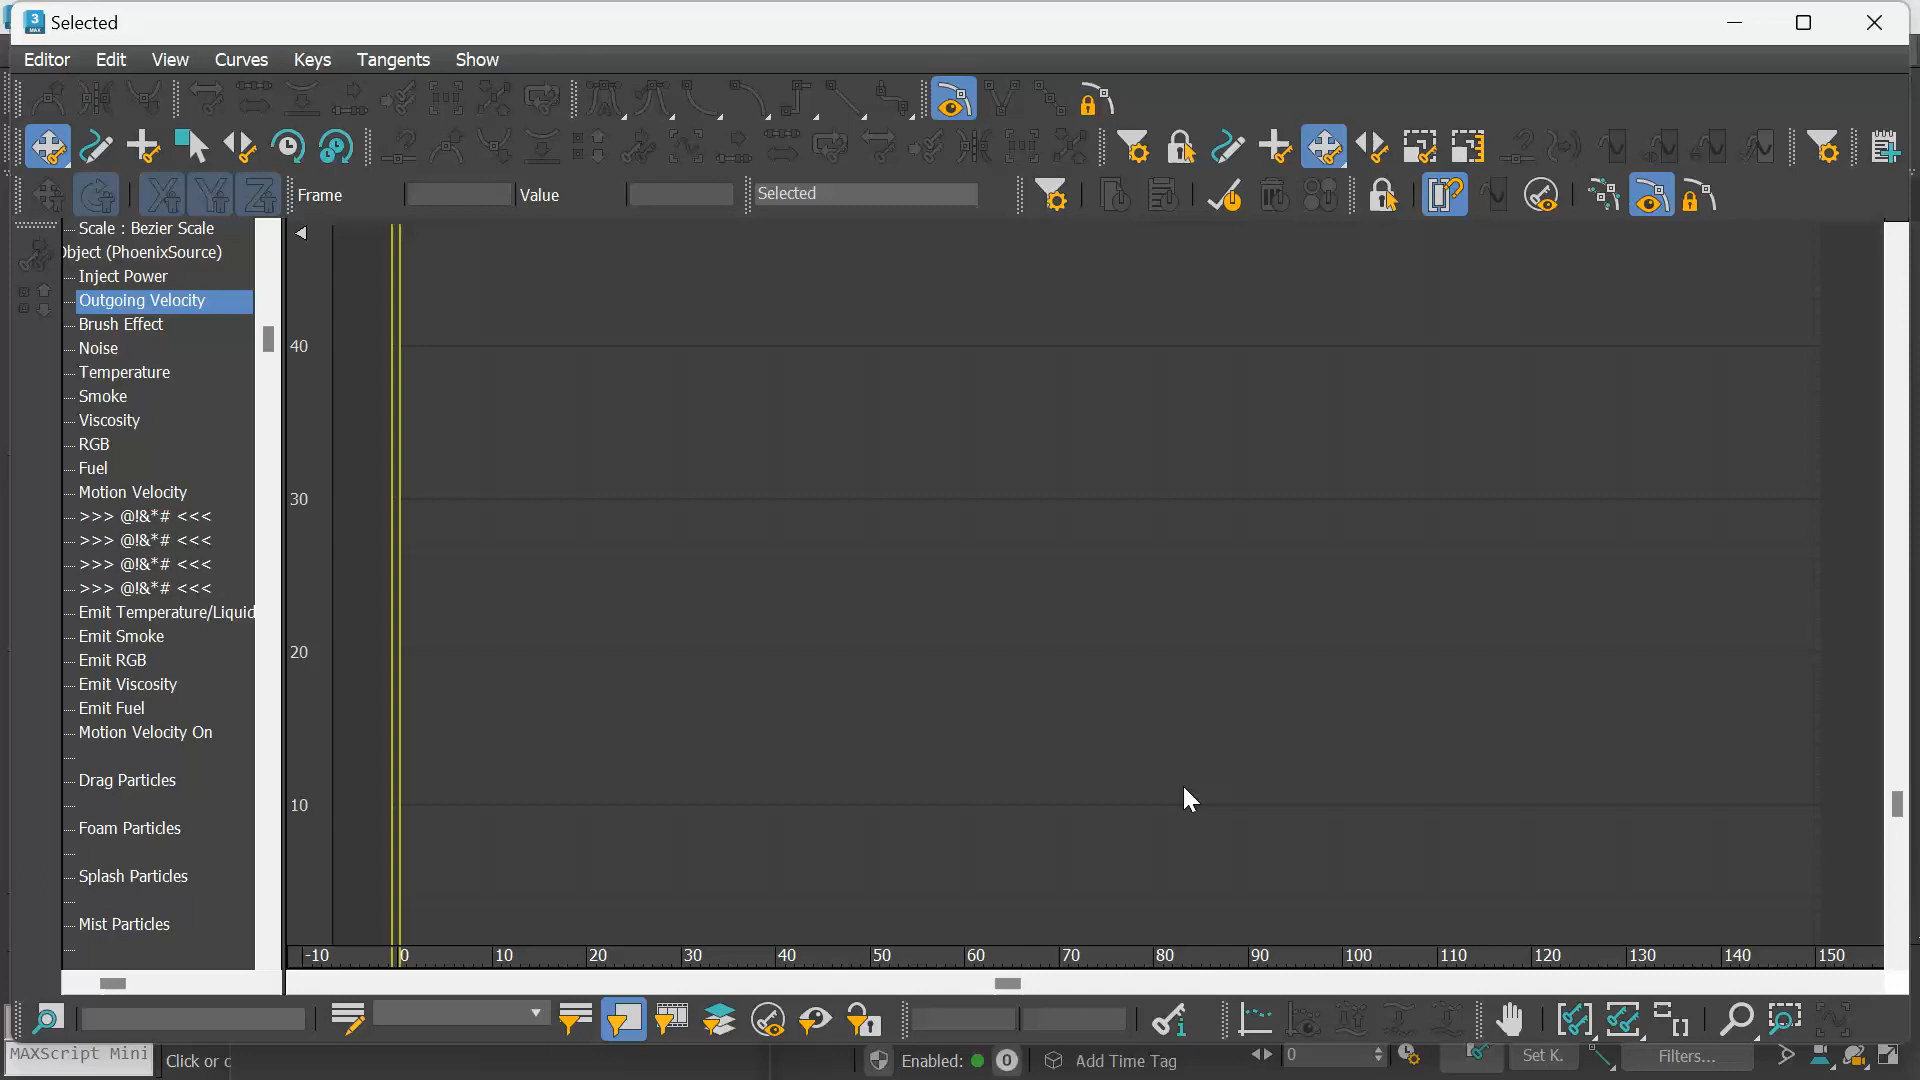 Selected
Editor Edit View Curves Keys Tangents Show
X Y Z Frame Value Selected
Scale : Bezier Scale
bject (PhoenixSource)
Inject Power
Outgoing Velocity
Brush Effect
Noise
Temperature
Smoke
Viscosity
RGB
Fuel
Motion Velocity
>>> @!&*# <<<
>>> @!&*# <<<
>>> @!&*# <<<
>>> @!&*# <<<
Emit Temperature/Liquid
Emit Smoke
Emit RGB
Emit Viscosity
Emit Fuel
Motion Velocity On
Drag Particles
Foam Particles
Splash Particles
Mist Particles
40
30
20
10
-10 0 10 20 30 40 50 60 70 80 90 100 110 120 130 140 150
MAXScript Mini Click or c Enabled: 0 Add Time Tag 0 Set K. Filters...